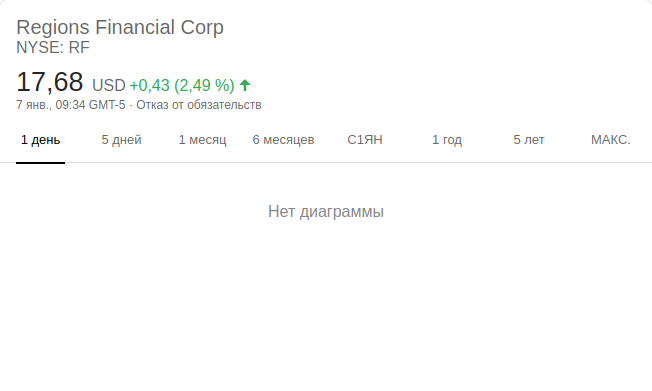 Regions Financial Corp
NYSE: RF
17,68 USD +0,43 (2,49 %)
7 янв., 09:34 GMT-5 · Отказ от обязательств
1 день 5 дней 1 месяц 6 месяцев С1ЯН 1 год 5 лет МАКС.
Нет диаграммы